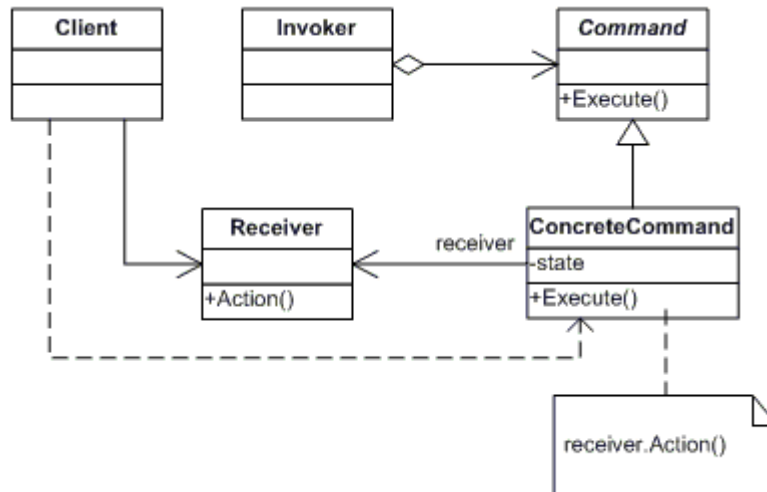 Client
Invoker
Command
+Execute()
Receiver
+Action()
receiver
ConcreteCommand
-state
+Execute()
receiver.Action()